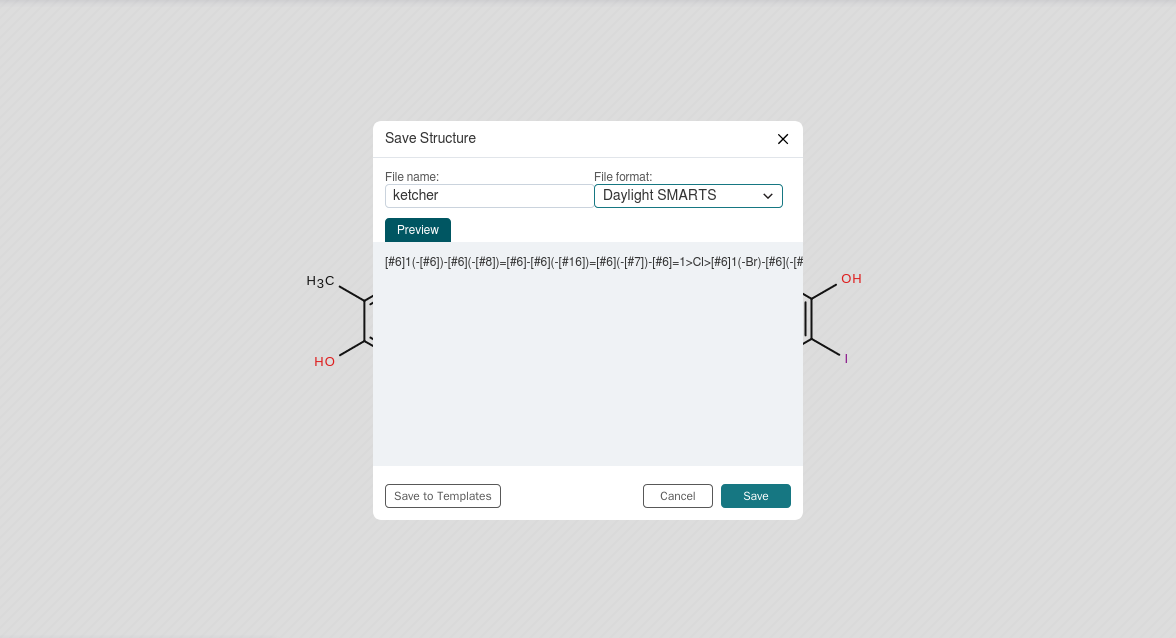 Save Structure
File name:
File format:
ketcher
Daylight SMARTS
Preview
[#6]1(-[#6])-[#6](-[#8])=[#6]-[#6](-[#16])=[#6](-[#7])-[#6]=1>Cl>[#6]1(-Br)-[#6](-[#
H3C
OH
HO
I
Save to Templates
Cancel
Save